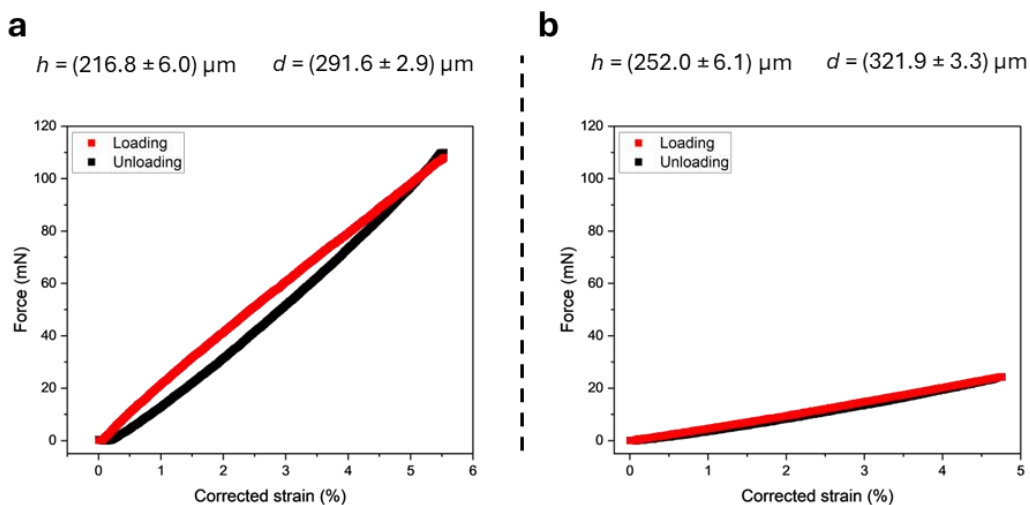 a
h = (216.8 ± 6.0) µm d = (291.6 ± 2.9) µm
Loading
Unloading
120
100
80
60
40
20
0
Force (mN)
0 1 2 3 4 5 6
Corrected strain (%)
b
h = (252.0 ± 6.1) µm d = (321.9 ± 3.3) µm
Loading
Unloading
120
100
80
60
40
20
0
Force (mN)
0 1 2 3 4 5
Corrected strain (%)